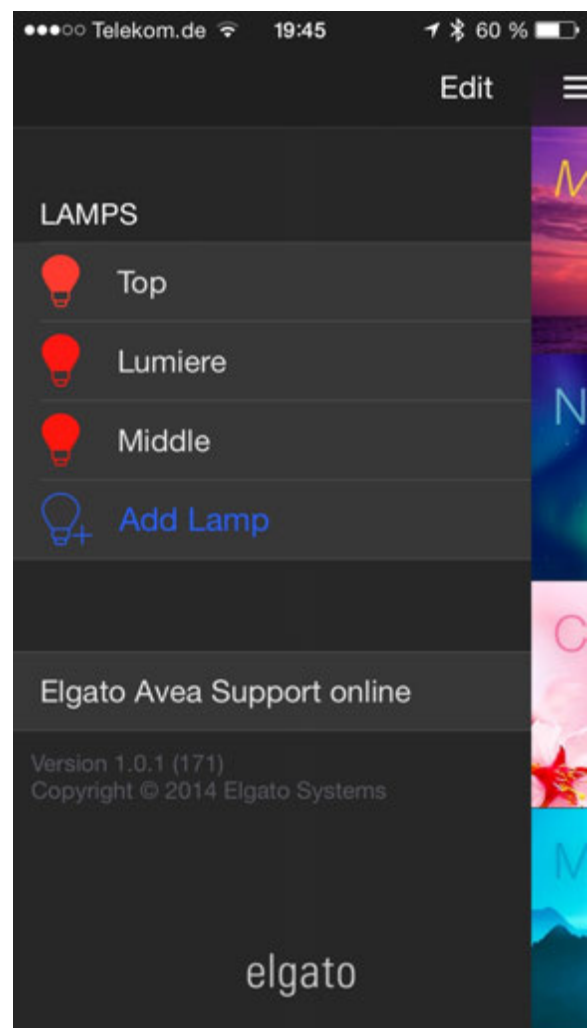 Telekom.de 19:45 60 %
Edit
LAMPS
Top
Lumiere
Middle
Add Lamp
Elgato Avea Support online
Version 1.0.1 (171)
Copyright © 2014 Elgato Systems
elgato
M
N
C
M